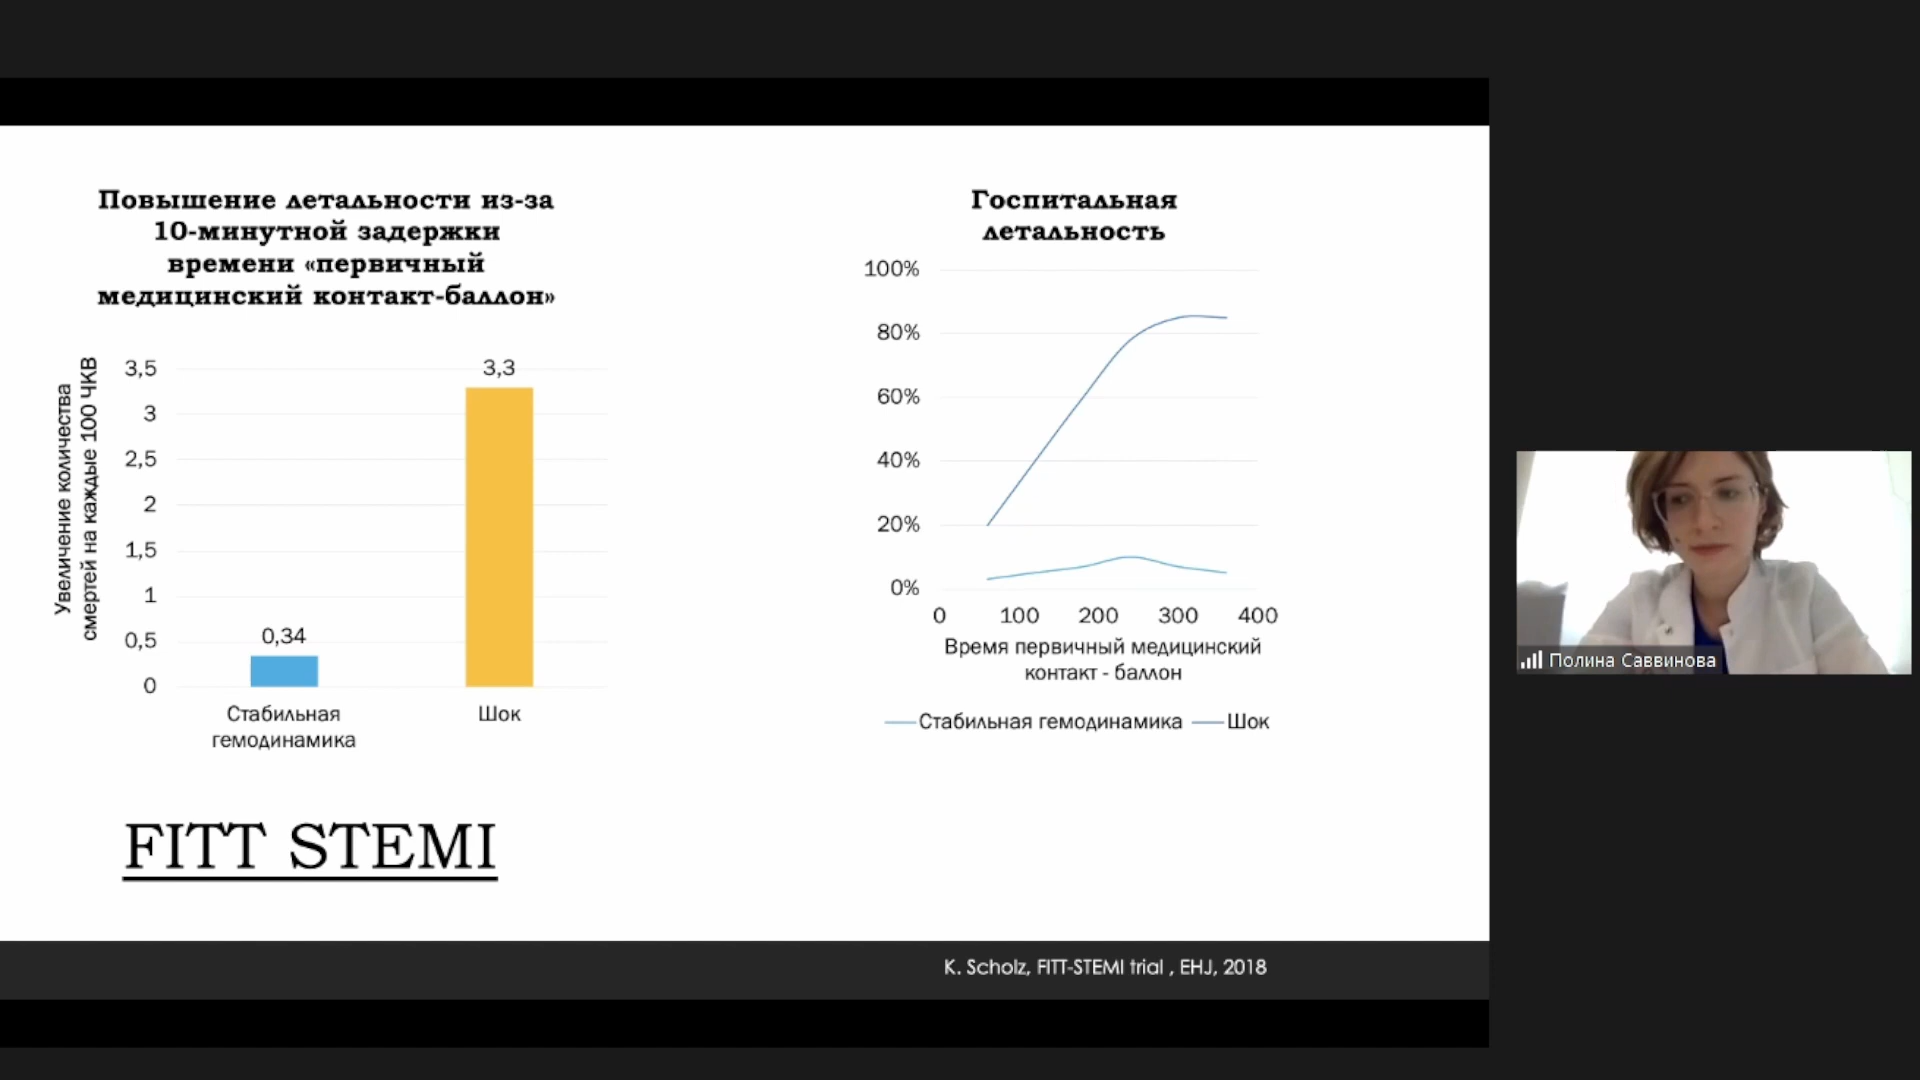 Повышение летальности из-за
10-минутной задержки
времени «первичный
медицинский контакт-баллон»
Увеличение количества
смертей на каждые 100 ЧКВ
3,5
3
2,5
2
1,5
1
0,5
0
0,34
3,3
Стабильная
гемодинамика
Шок
FITT STEMI
Госпитальная
летальность
100%
80%
60%
40%
20%
0%
0 100 200 300 400
Время первичный медицинский
контакт - баллон
Стабильная гемодинамика Шок
K. Scholz, FITT-STEMI trial , EHJ, 2018
Полина Саввинова